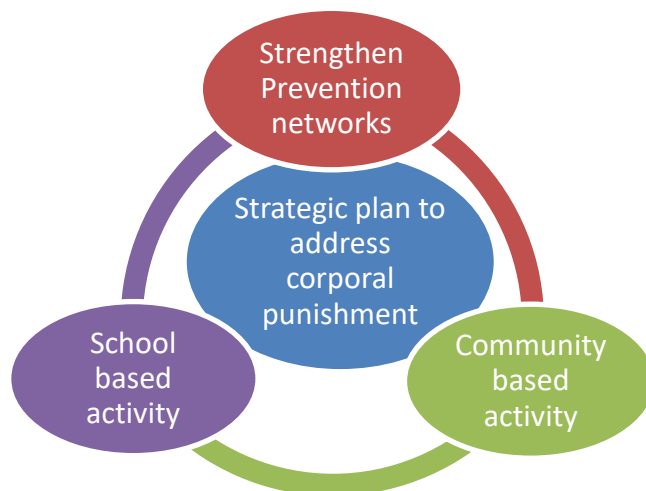 Strengthen
Prevention
networks
Strategic plan to
address
corporal
punishment
School
based
activity
Community
based
activity